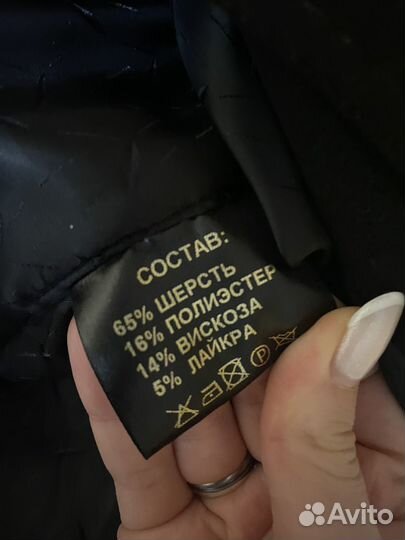 СОСТАВ:
65% ШЕРСТЬ
16% ПОЛИЭСТЕР
14% ВИСКОЗА
5% ЛАЙКРА
P
Avito